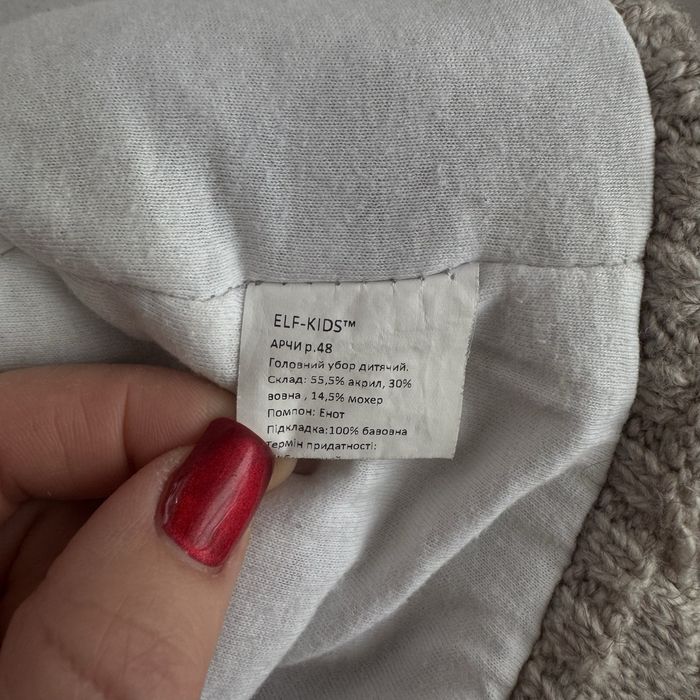 ELF-KIDS™
АРЧИ р.48
Головний убор дитячий.
Склад: 55,5% акрил, 30%
вовна , 14,5% мохер
Помпон: Енот
Підкладка:100% бавовна
термін придатності: